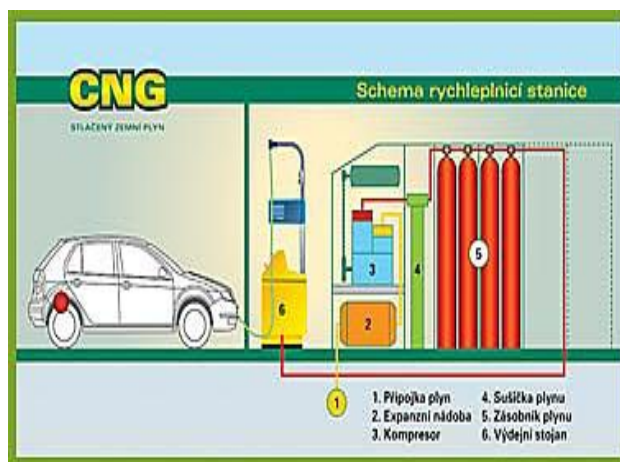 CNG
STLAČENÝ ZEMNÍ PLYN
Schema rychleplnicí stanice
6
3
4
5
2
1
1. Přípojka plyn
2. Expanzní nádoba
3. Kompresor
4. Sušička plynu
5. Zásobník plynu
6. Výdejní stojan